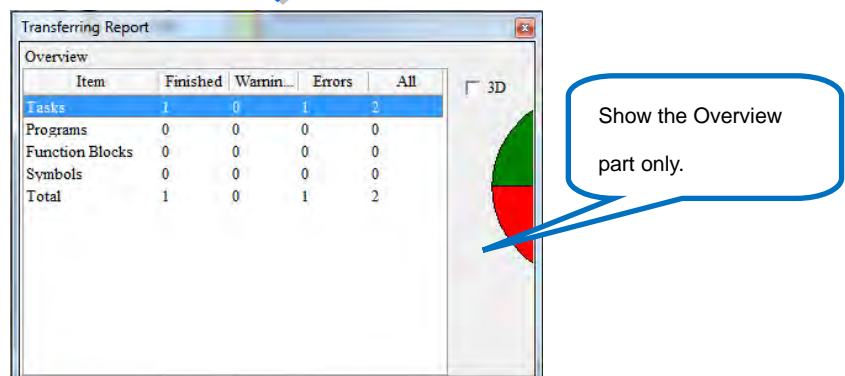 Transferring Report
Overview
Item Finished Warnin... Errors All
3D
Tasks 1 0 1 2
Programs 0 0 0 0
Function Blocks 0 0 0 0
Symbols 0 0 0 0
Total 1 0 1 2
Show the Overview
part only.